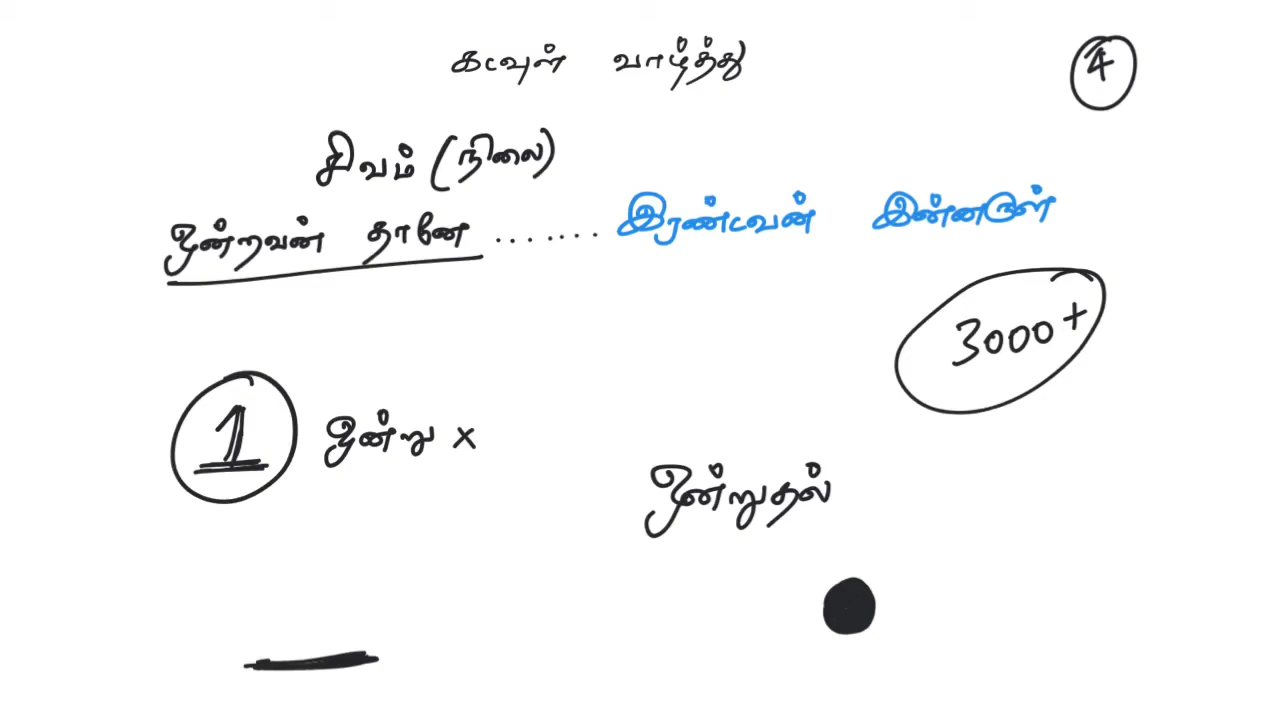 கடவுள் வாழ்த்து
4
சிவம் (நிலை)
ஒன்றவன் தானே ....... இரண்டவன் இன்னருள்
3000+
1 ஒன்று x
ஒன்றுதல்